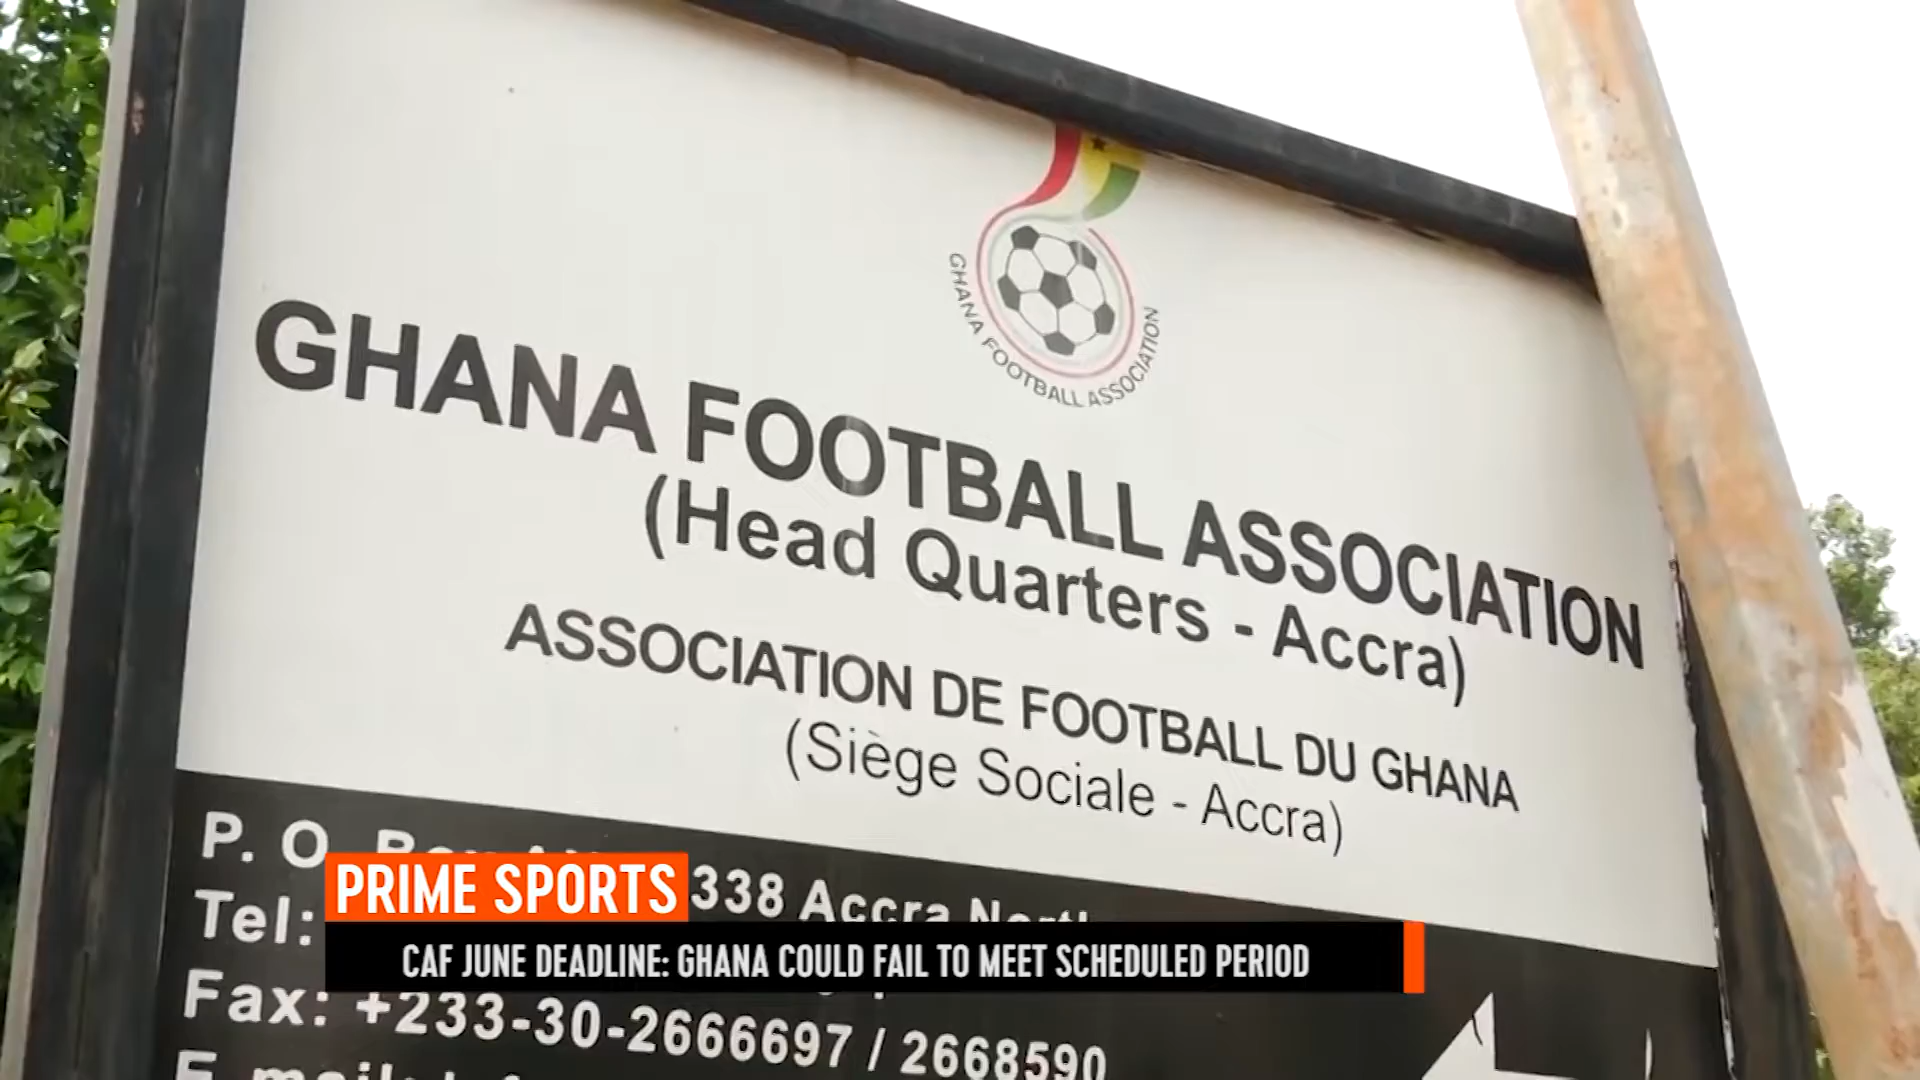 GHANA FOOTBALL ASSOCIATION
GHANA FOOTBALL ASSOCIATION
(Head Quarters - Accra)
ASSOCIATION DE FOOTBALL DU GHANA
(Siège Sociale - Accra)
P. O. Box 338 Accra North
Tel:
PRIME SPORTS
CAF JUNE DEADLINE: GHANA COULD FAIL TO MEET SCHEDULED PERIOD
Fax: +233-30-2666697 / 2668590